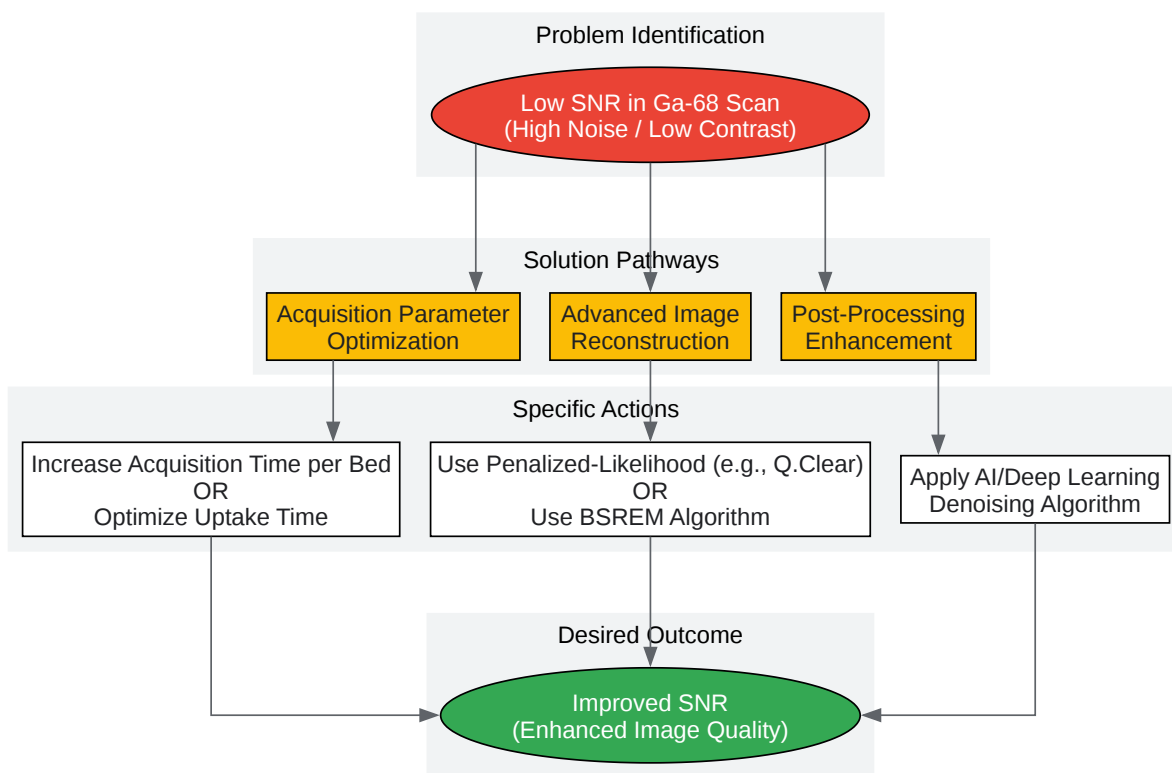 Problem Identification
Low SNR in Ga-68 Scan
(High Noise / Low Contrast)
Solution Pathways
Acquisition Parameter
Optimization
Advanced Image
Reconstruction
Post-Processing
Enhancement
Specific Actions
Increase Acquisition Time per Bed
OR
Optimize Uptake Time
Use Penalized-Likelihood (e.g., Q.Clear)
OR
Use BSREM Algorithm
Apply AI/Deep Learning
Denoising Algorithm
Desired Outcome
Improved SNR
(Enhanced Image Quality)